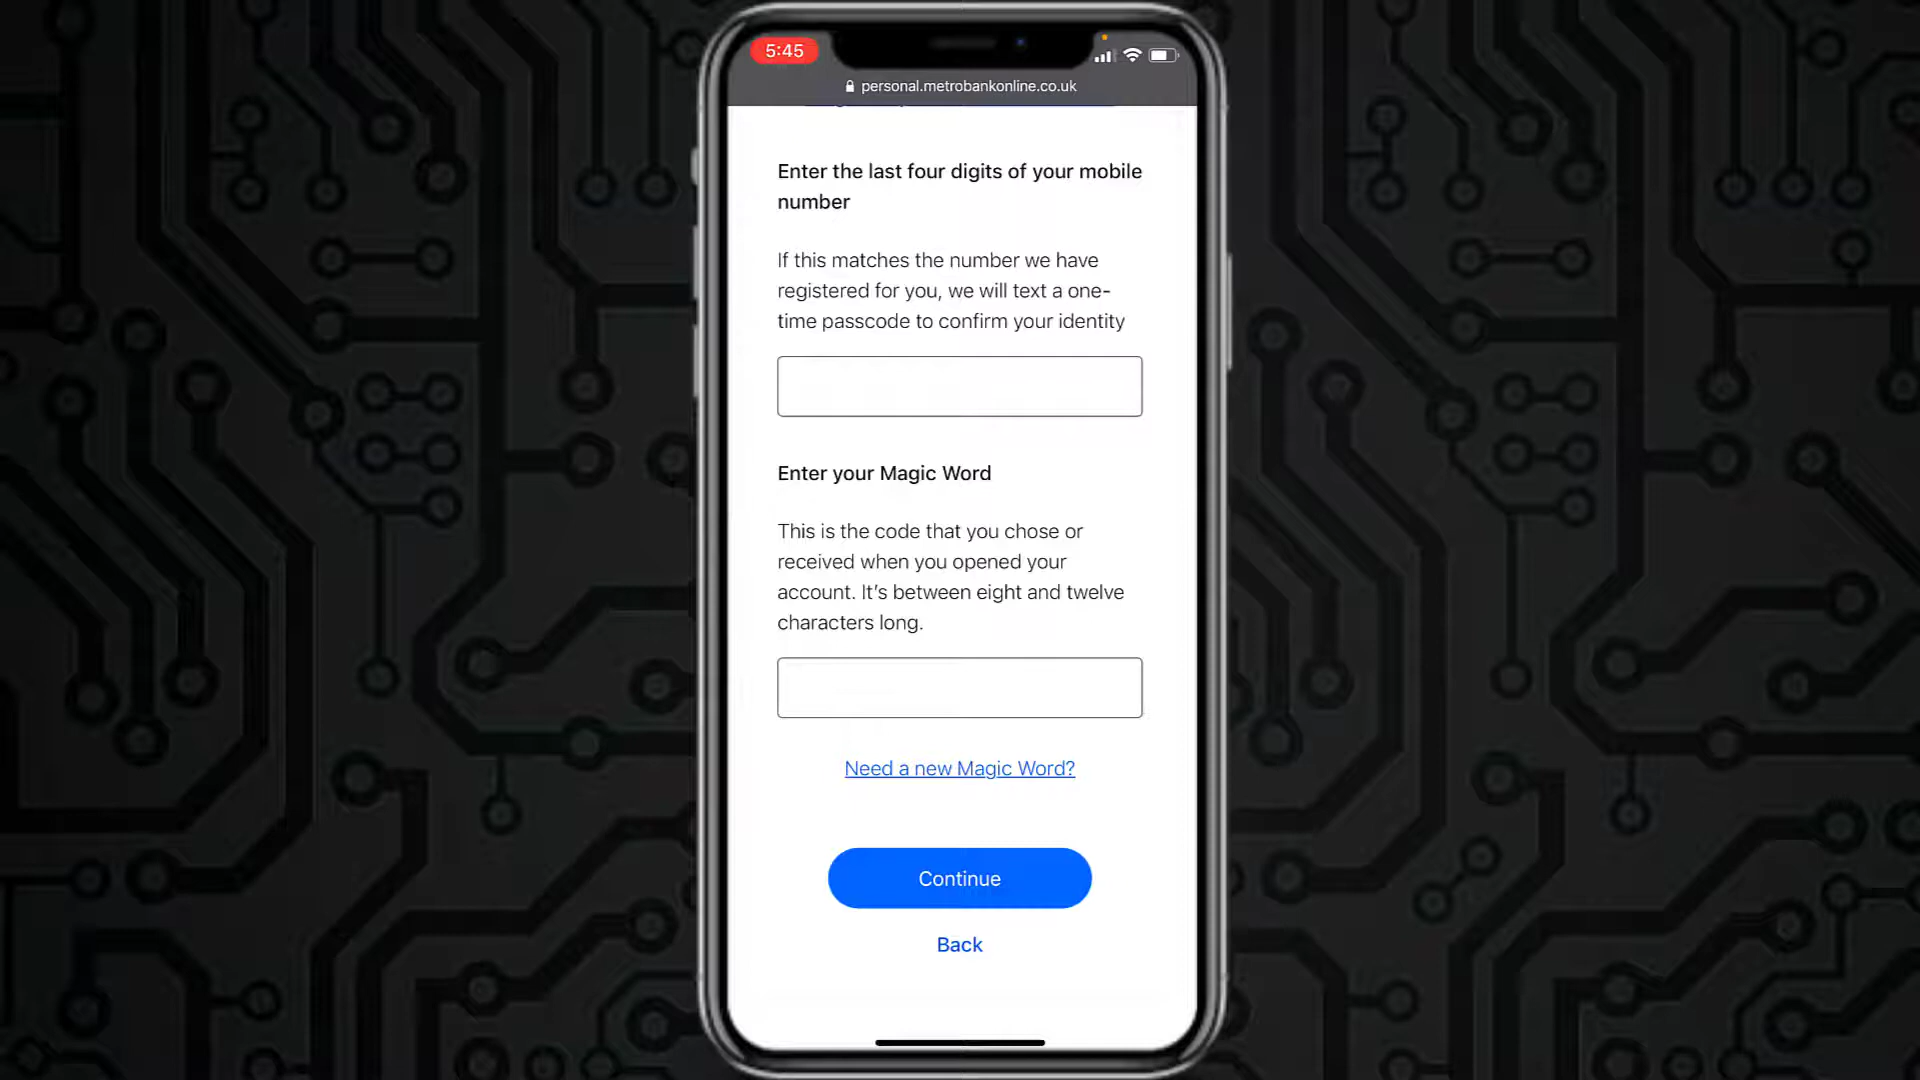 5:45
personal.metrobankonline.co.uk
Enter the last four digits of your mobile
number
If this matches the number we have
registered for you, we will text a one-
time passcode to confirm your identity
Enter your Magic Word
This is the code that you chose or
received when you opened your
account. It's between eight and twelve
characters long.
Need a new Magic Word?
Continue
Back